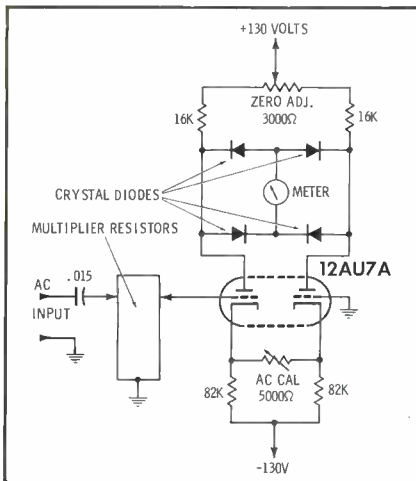 +130 VOLTS
ZERO ADJ.
3000Ω
16K
16K
CRYSTAL DIODES
METER
MULTIPLIER RESISTORS
12AU7A
.015
AC
INPUT
AC CAL
5000Ω
82K
82K
-130V